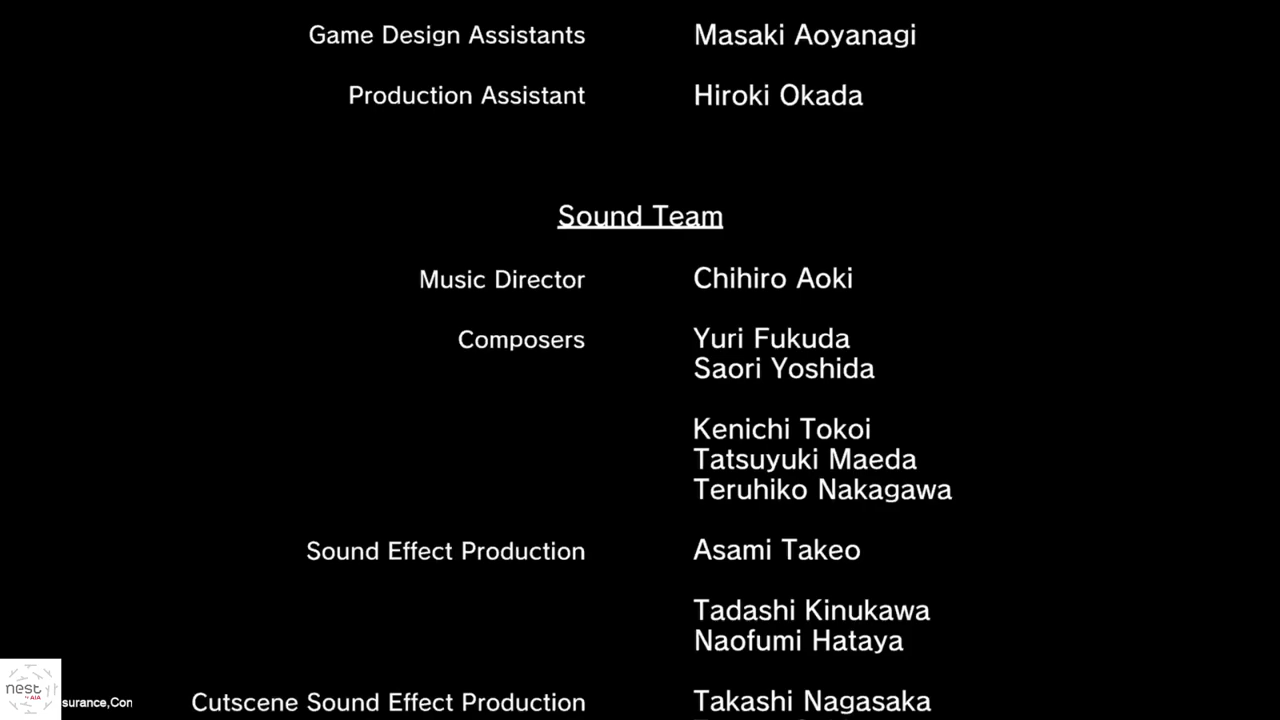 Game Design Assistants Masaki Aoyanagi
Production Assistant Hiroki Okada
Sound Team
Music Director Chihiro Aoki
Composers Yuri Fukuda
Saori Yoshida
Kenichi Tokoi
Tatsuyuki Maeda
Teruhiko Nakagawa
Sound Effect Production Asami Takeo
Tadashi Kinukawa
Naofumi Hataya
Cutscene Sound Effect Production Takashi Nagasaka
nest
by AIA
surance,Con